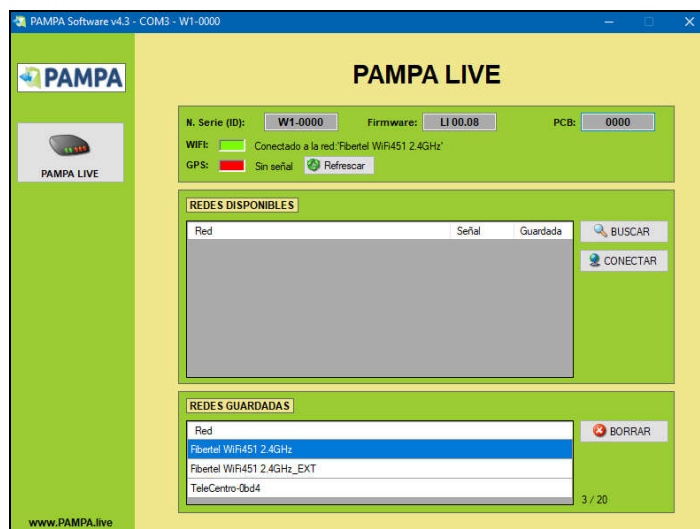 PAMPA Software v4.3 - COM3 - W1-0000
PAMPA
PAMPA LIVE
PAMPA LIVE
N. Serie (ID): W1-0000 Firmware: LI 00.08 PCB: 0000
WIFI: Conectado a la red:'Fibertel WiFi451 2.4GHz'
GPS: Sin señal Refrescar
REDES DISPONIBLES
Red Señal Guardada
BUSCAR
CONECTAR
REDES GUARDADAS
Red
BORRAR
Fibertel WiFi451 2.4GHz
Fibertel WiFi451 2.4GHz_EXT
TeleCentro-0bd4
3 / 20
www.PAMPA.live